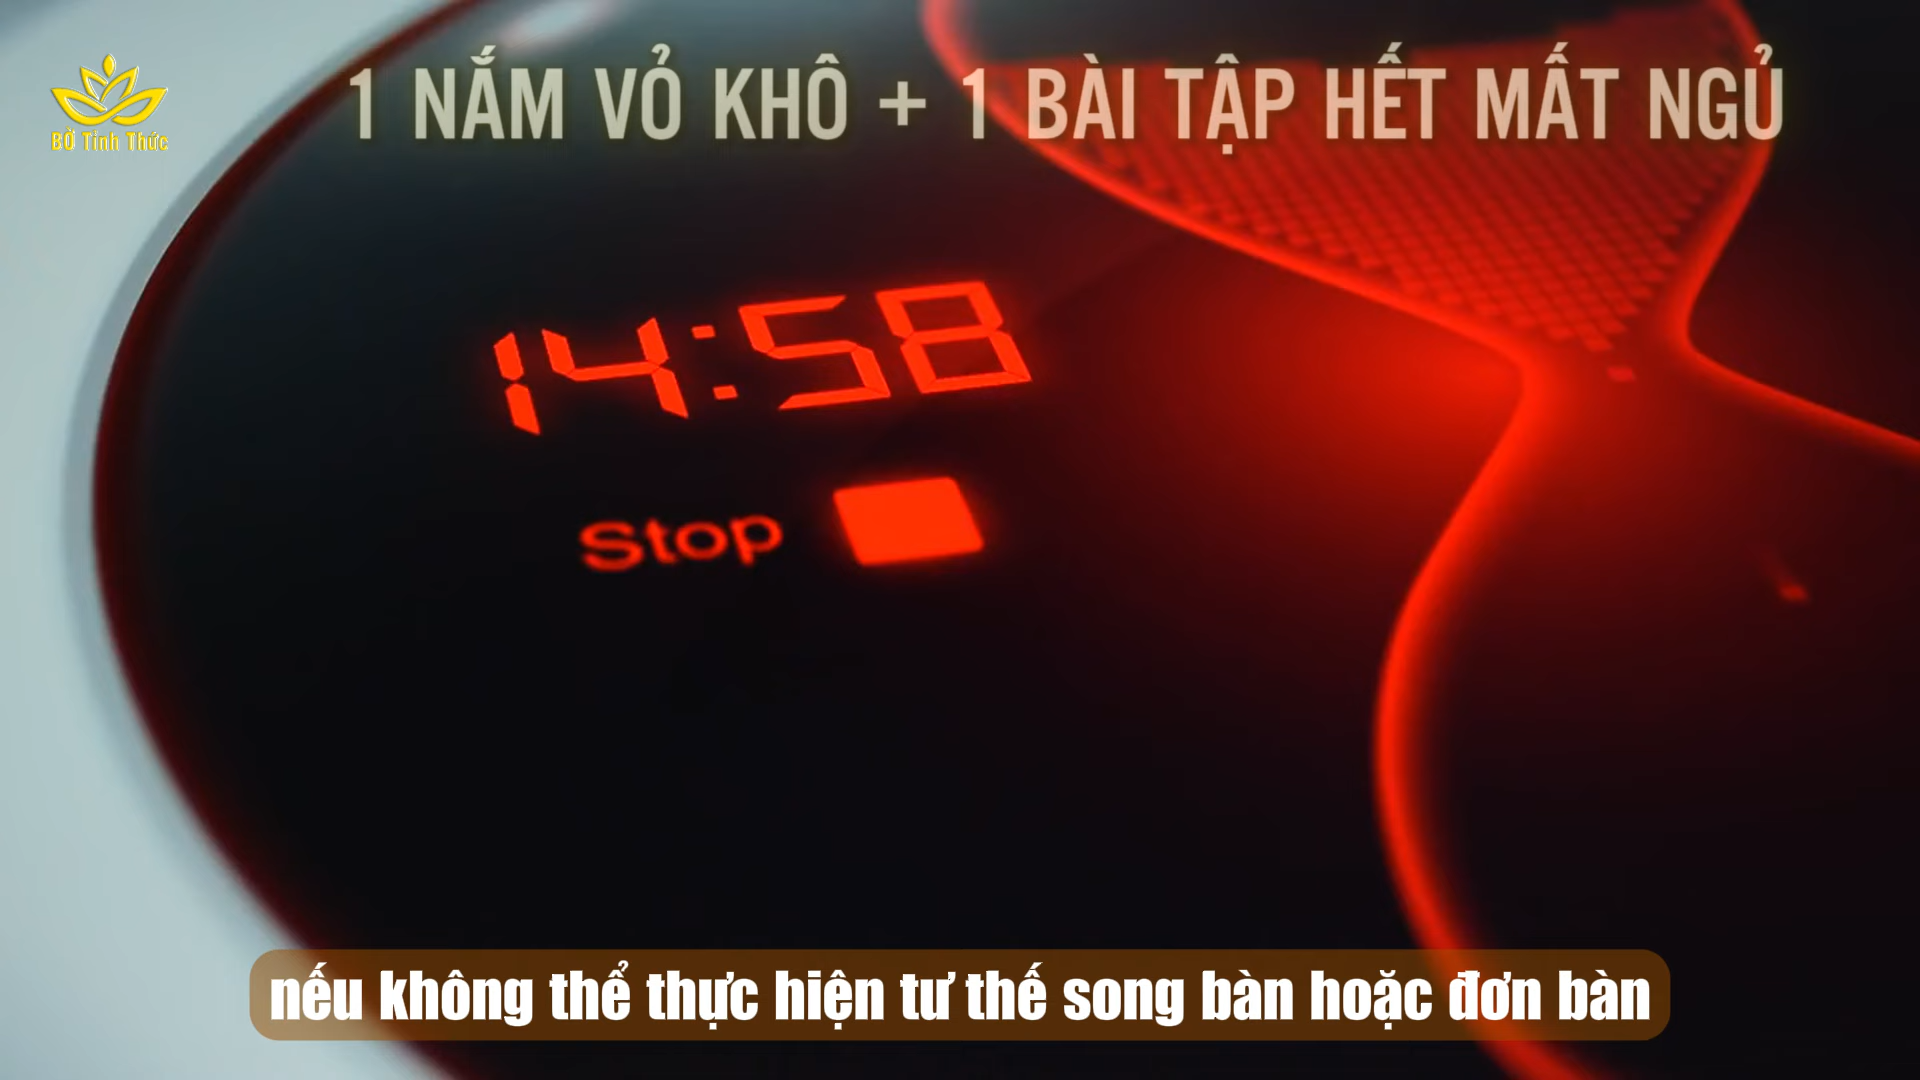 1 NẮM VỎ KHÔ + 1 BÀI TẬP HẾT MẤT NGỦ
BỜ Tỉnh Thức
14:58
Stop
nếu không thể thực hiện tư thế song bàn hoặc đơn bàn